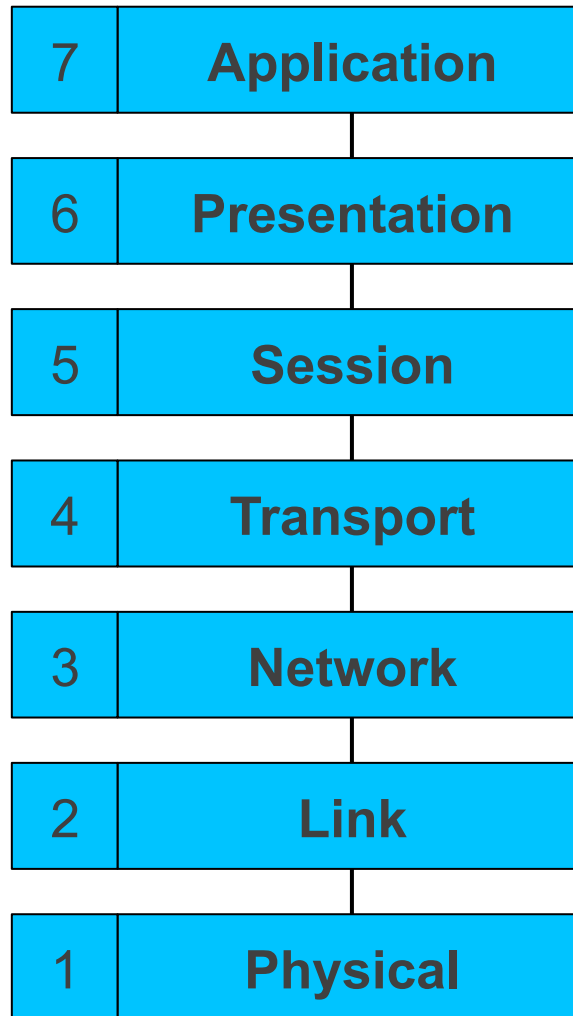 7 Application
6 Presentation
5 Session
4 Transport
3 Network
2 Link
1 Physical